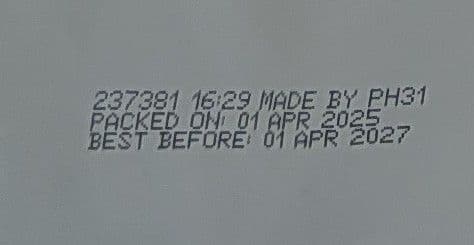 237381 16:29 MADE BY PH31
PACKED ON: 01 APR 2025
BEST BEFORE: 01 APR 2027